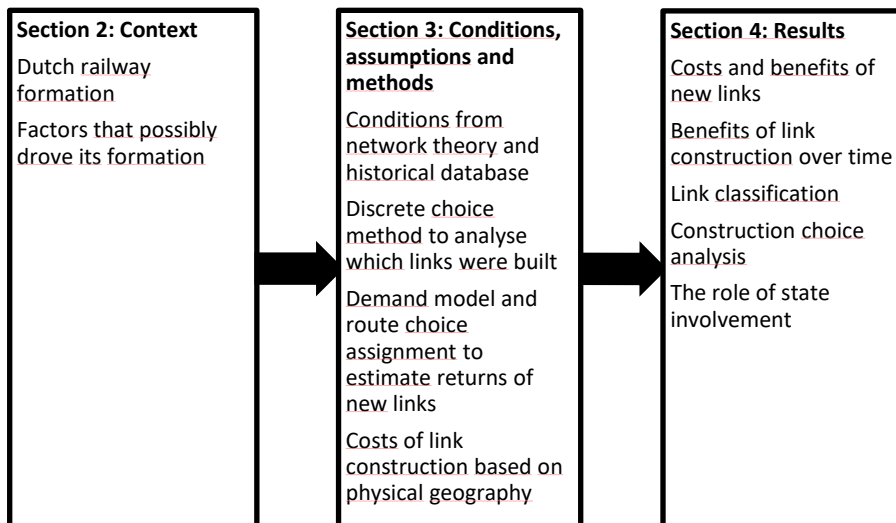 Section 2: Context
Dutch railway
formation
Factors that possibly
drove its formation
Section 3: Conditions,
assumptions and
methods
Conditions from
network theory and
historical database
Discrete choice
method to analyse
which links were built
Demand model and
route choice
assignment to
estimate returns of
new links
Costs of link
construction based on
physical geography
Section 4: Results
Costs and benefits of
new links
Benefits of link
construction over time
Link classification
Construction choice
analysis
The role of state
involvement